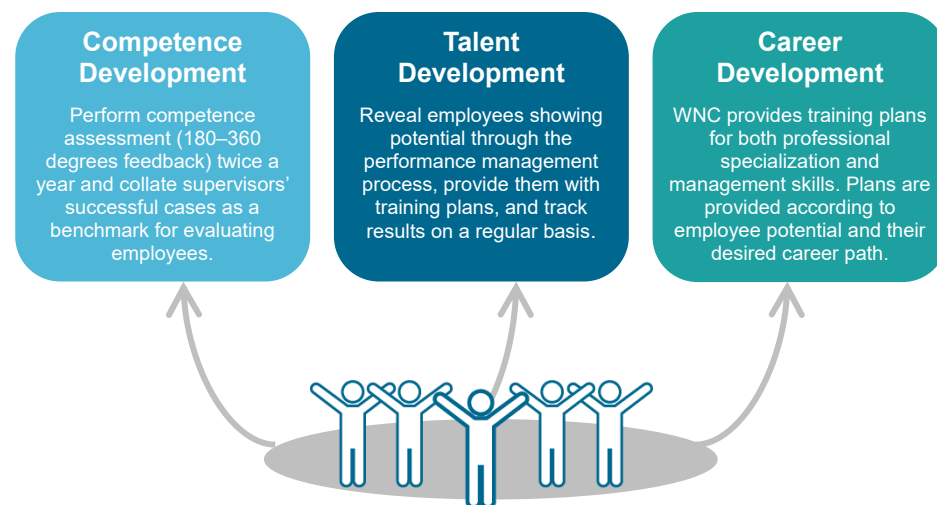 Competence
Development
Perform competence
assessment (180–360
degrees feedback) twice a
year and collate supervisors’
successful cases as a
benchmark for evaluating
employees.
Talent
Development
Reveal employees showing
potential through the
performance management
process, provide them with
training plans, and track
results on a regular basis.
Career
Development
WNC provides training plans
for both professional
specialization and
management skills. Plans are
provided according to
employee potential and their
desired career path.